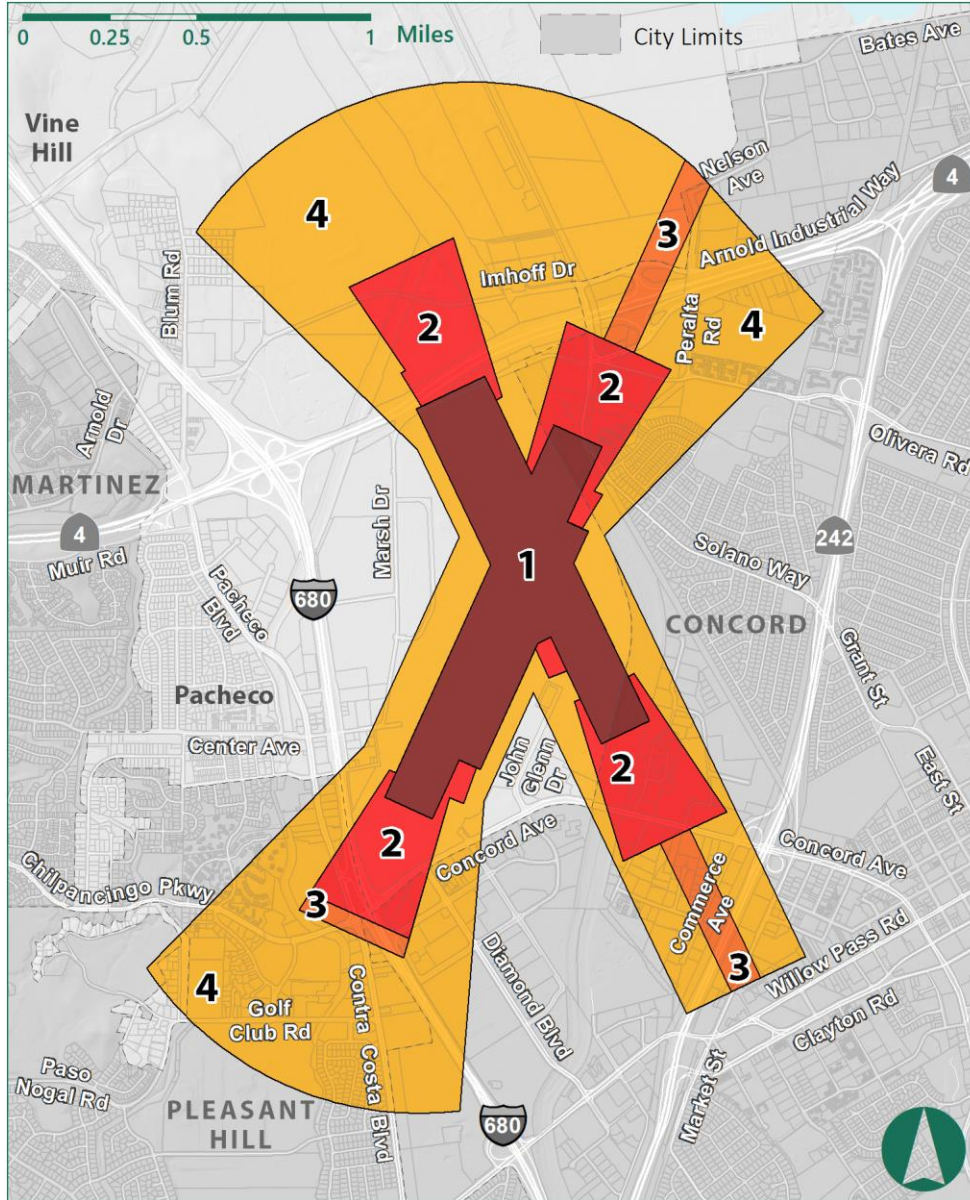 0
0.25
0.5
1
Miles
City Limits
Bates Ave
Vine
Hill
Nelson
Ave
4
4
3
Arnold Industrial Way
Blum Rd
Imhoff Dr
2
Peralta
Rd
4
2
Arnold
Dr
Olivera Rd
MARTINEZ
4
Muir Rd
Marsh Dr
242
Solano Way
1
680
Pacheco
Blvd
CONCORD
Grant St
Pacheco
Center Ave
John
Glenn
Dr
2
East St
2
Concord Ave
Concord Ave
Chilpancingo Pkwy
3
Commerce
Ave
Willow Pass Rd
3
4
Contra Costa Blvd
Diamond Blvd
Golf
Club Rd
Clayton Rd
Paso
Nogal Rd
Market St
PLEASANT
HILL
680